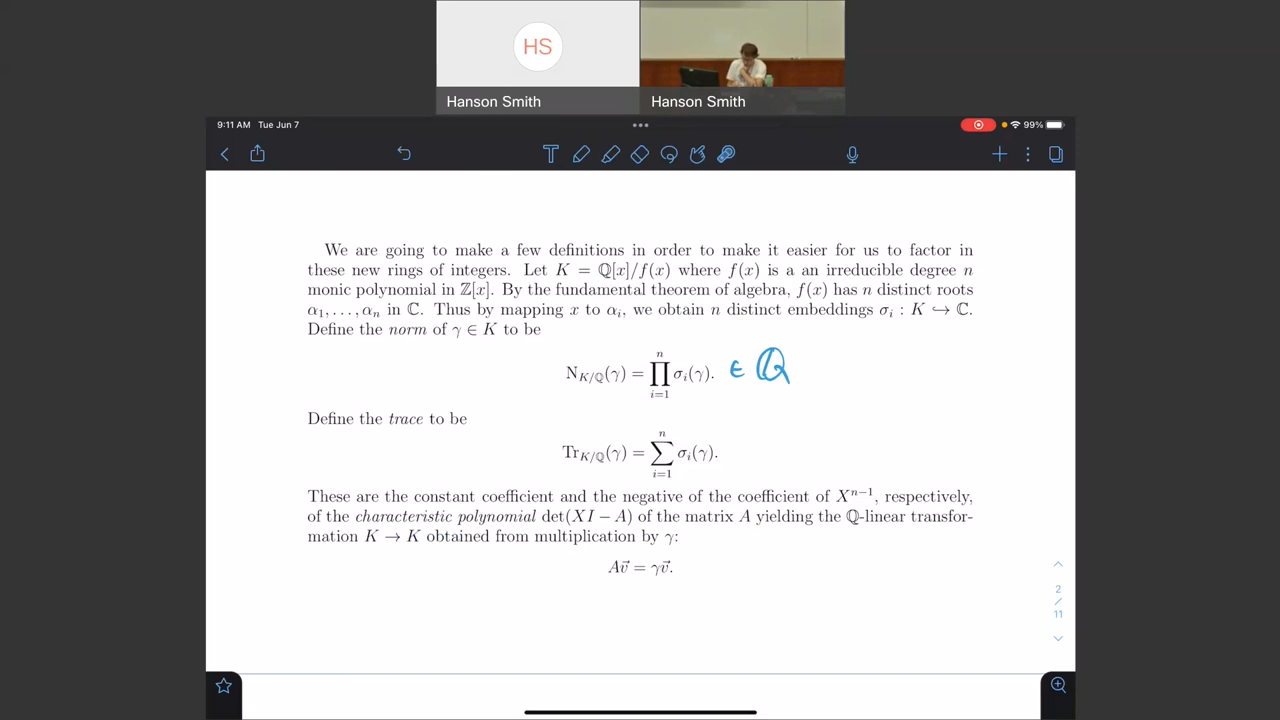 HS
Hanson Smith
Hanson Smith
9:11 AM Tue Jun 7
99%
We are going to make a few definitions in order to make it easier for us to factor in
these new rings of integers. Let K = ℚ[x]/f(x) where f(x) is a an irreducible degree n
monic polynomial in ℤ[x]. By the fundamental theorem of algebra, f(x) has n distinct roots
α₁, . . . , αₙ in ℂ. Thus by mapping x to αᵢ, we obtain n distinct embeddings σᵢ : K ↪ ℂ.
Define the norm of γ ∈ K to be
N_{K/ℚ}(γ) = ∏_{i=1}^{n} σᵢ(γ). ∈ ℚ
Define the trace to be
Tr_{K/ℚ}(γ) = ∑_{i=1}^{n} σᵢ(γ).
These are the constant coefficient and the negative of the coefficient of Xⁿ⁻¹, respectively,
of the characteristic polynomial det(XI − A) of the matrix A yielding the ℚ-linear transfor-
mation K → K obtained from multiplication by γ:
Av⃗ = γv⃗.
2
/
11